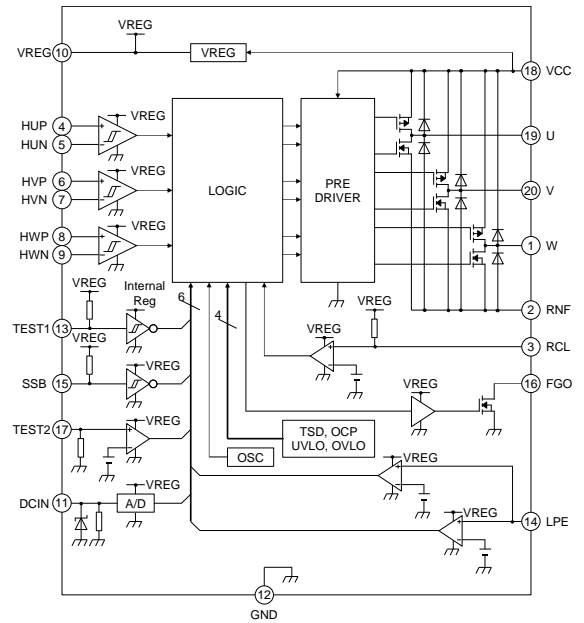 VREG
VREG 10 VREG
18 VCC
HUP 4 VREG
HUN 5
19 U
HVP 6 VREG
HVN 7
LOGIC
PRE
DRIVER
20 V
HWP 8 VREG
HWN 9
1 W
VREG
Internal
Reg
6
4
VREG
2 RNF
TEST1 13
VREG
VREG
3 RCL
SSB 15
16 FGO
VREG
TEST2 17 VREG
TSD, OCP
UVLO, OVLO
OSC
VREG
DCIN 11 A/D VREG
VREG
14 LPE
12
GND